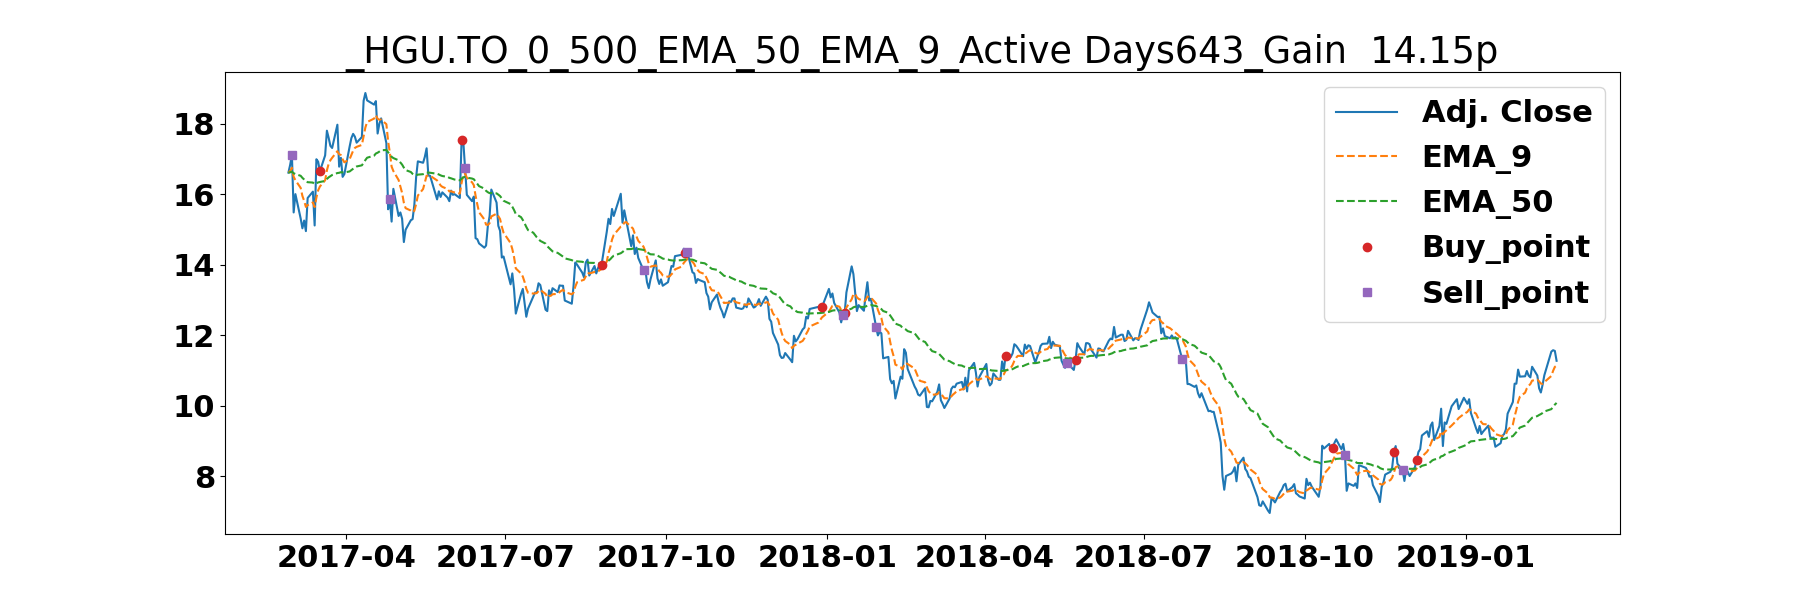 _HGU.TO_0_500_EMA_50_EMA_9_Active Days643_Gain  14.15p
18
16
14
12
10
8
2017-04 2017-07 2017-10 2018-01 2018-04 2018-07 2018-10 2019-01
Adj. Close
EMA_9
EMA_50
Buy_point
Sell_point